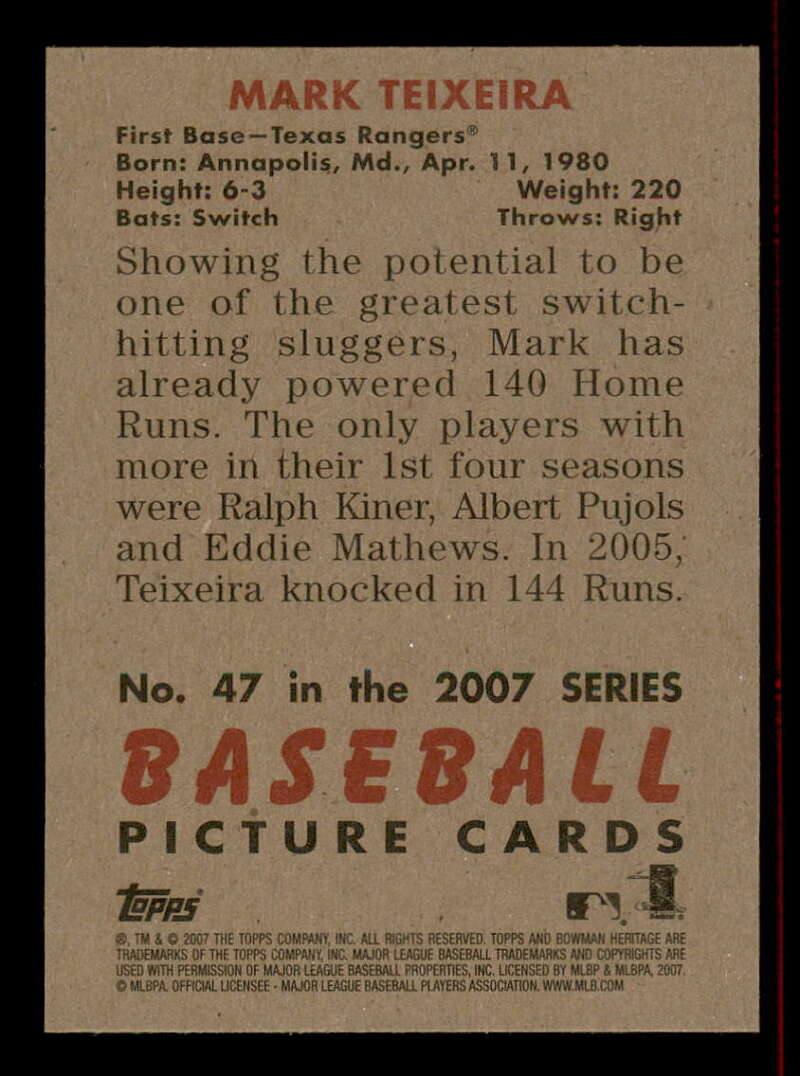 MARK TEIXEIRA
First Base—Texas Rangers®
Born: Annapolis, Md., Apr. 11, 1980
Height: 6-3 Weight: 220
Bats: Switch Throws: Right
Showing the potential to be
one of the greatest switch-
hitting sluggers, Mark has
already powered 140 Home
Runs. The only players with
more in their 1st four seasons
were Ralph Kiner, Albert Pujols
and Eddie Mathews. In 2005,
Teixeira knocked in 144 Runs.
No. 47 in the 2007 SERIES
BASEBALL
PICTURE CARDS
Topps
®, TM & © 2007 THE TOPPS COMPANY, INC. ALL RIGHTS RESERVED. TOPPS AND BOWMAN HERITAGE ARE
TRADEMARKS OF THE TOPPS COMPANY, INC. MAJOR LEAGUE BASEBALL TRADEMARKS AND COPYRIGHTS ARE
USED WITH PERMISSION OF MAJOR LEAGUE BASEBALL PROPERTIES, INC. LICENSED BY MLBP & MLBPA, 2007.
© MLBPA. OFFICIAL LICENSEE - MAJOR LEAGUE BASEBALL PLAYERS ASSOCIATION. WWW.MLB.COM